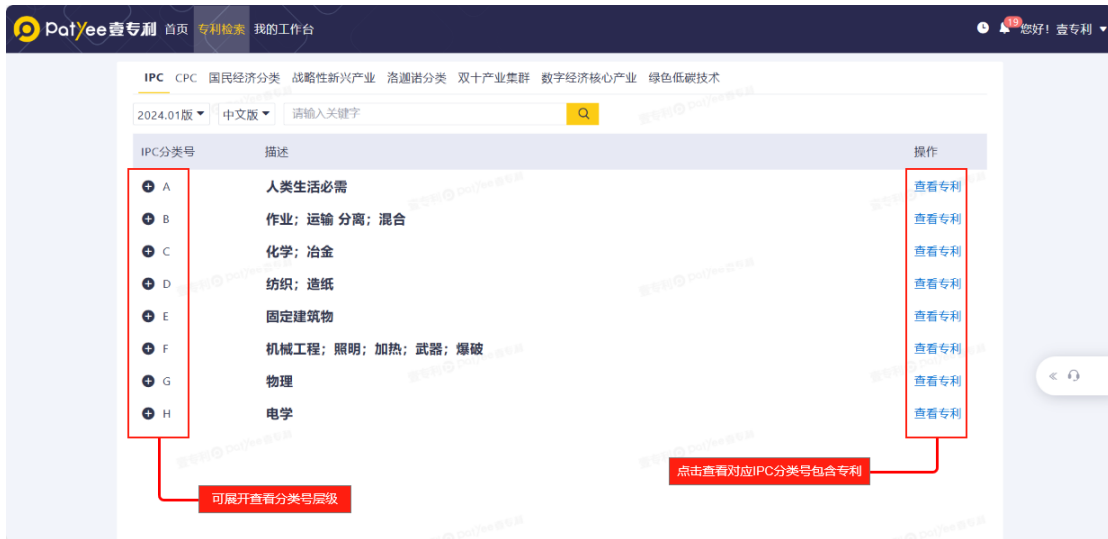 Patyee壹专利 首页 专利检索 我的工作台 19 您好！壹专利
IPC CPC 国民经济分类 战略性新兴产业 洛迦诺分类 双十产业集群 数字经济核心产业 绿色低碳技术
2024.01版 中文版 请输入关键字
IPC分类号 描述 操作
A 人类生活必需 查看专利
B 作业；运输 分离；混合 查看专利
C 化学；冶金 查看专利
D 纺织；造纸 查看专利
E 固定建筑物 查看专利
F 机械工程；照明；加热；武器；爆破 查看专利
G 物理 查看专利
H 电学 查看专利
点击查看对应IPC分类号包含专利
可展开查看分类号层级